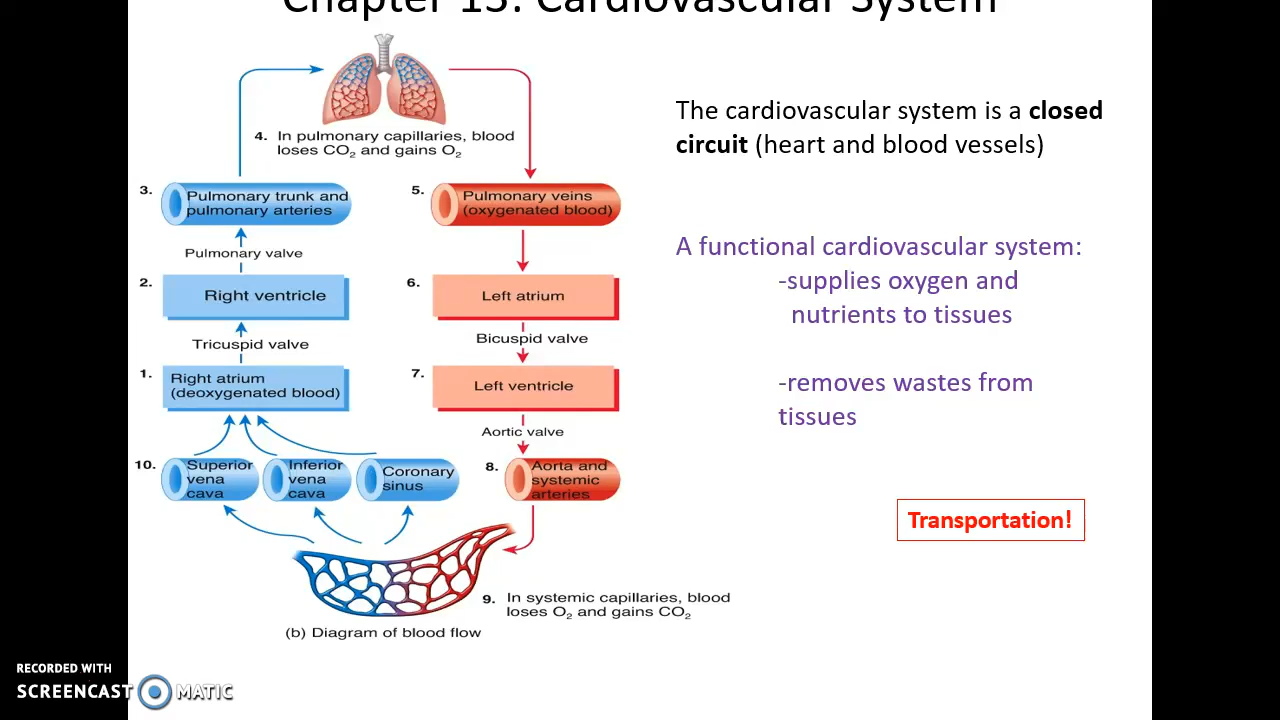 Chapter 13: Cardiovascular System
4. In pulmonary capillaries, blood
loses CO₂ and gains O₂
3. Pulmonary trunk and
pulmonary arteries
5. Pulmonary veins
(oxygenated blood)
Pulmonary valve
2. Right ventricle
6. Left atrium
Tricuspid valve
Bicuspid valve
1. Right atrium
(deoxygenated blood)
7. Left ventricle
Aortic valve
10. Superior
vena
cava
Inferior
vena
cava
Coronary
sinus
8. Aorta and
systemic
arteries
9. In systemic capillaries, blood
loses O₂ and gains CO₂
(b) Diagram of blood flow
The cardiovascular system is a closed
circuit (heart and blood vessels)
A functional cardiovascular system:
-supplies oxygen and
nutrients to tissues
-removes wastes from
tissues
Transportation!
RECORDED WITH
SCREENCAST MATIC